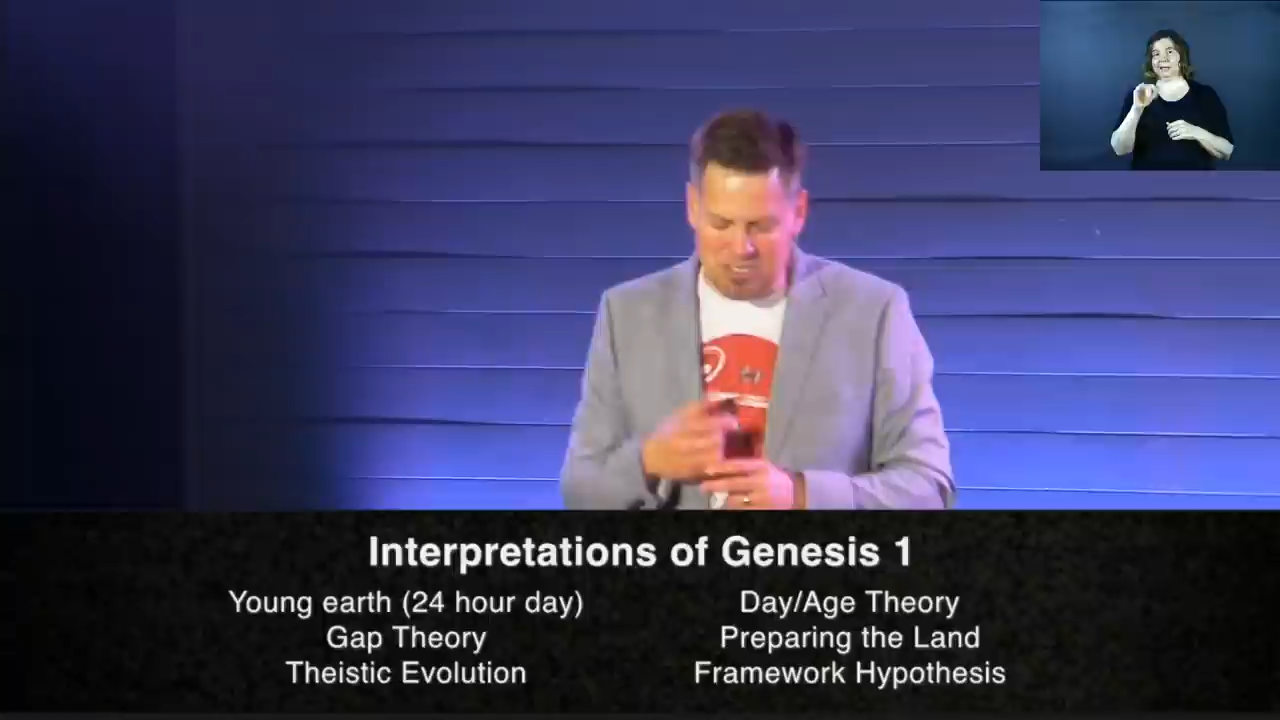 Interpretations of Genesis 1
Young earth (24 hour day)
Gap Theory
Theistic Evolution
Day/Age Theory
Preparing the Land
Framework Hypothesis